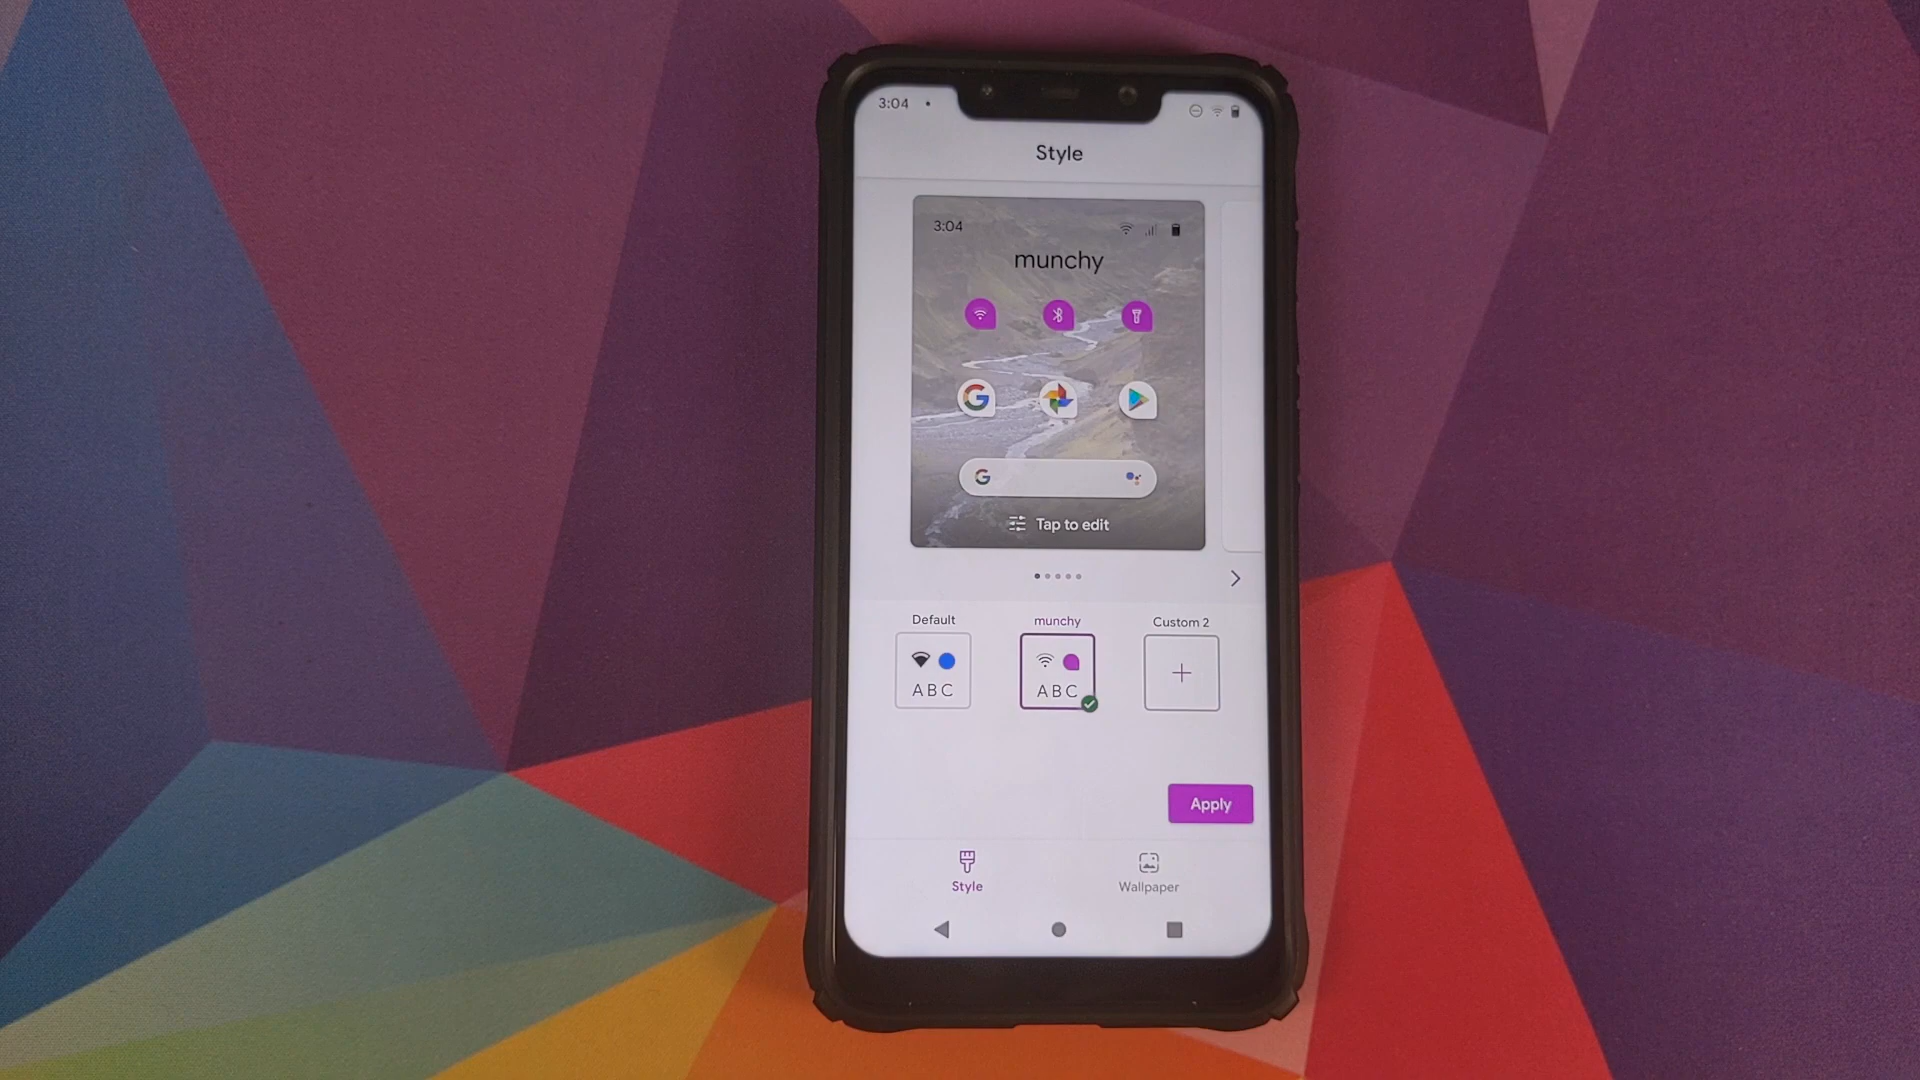 3:04
Style
3:04
munchy
G
G
Tap to edit
Default
munchy
Custom 2
ABC
ABC
Apply
Style
Wallpaper